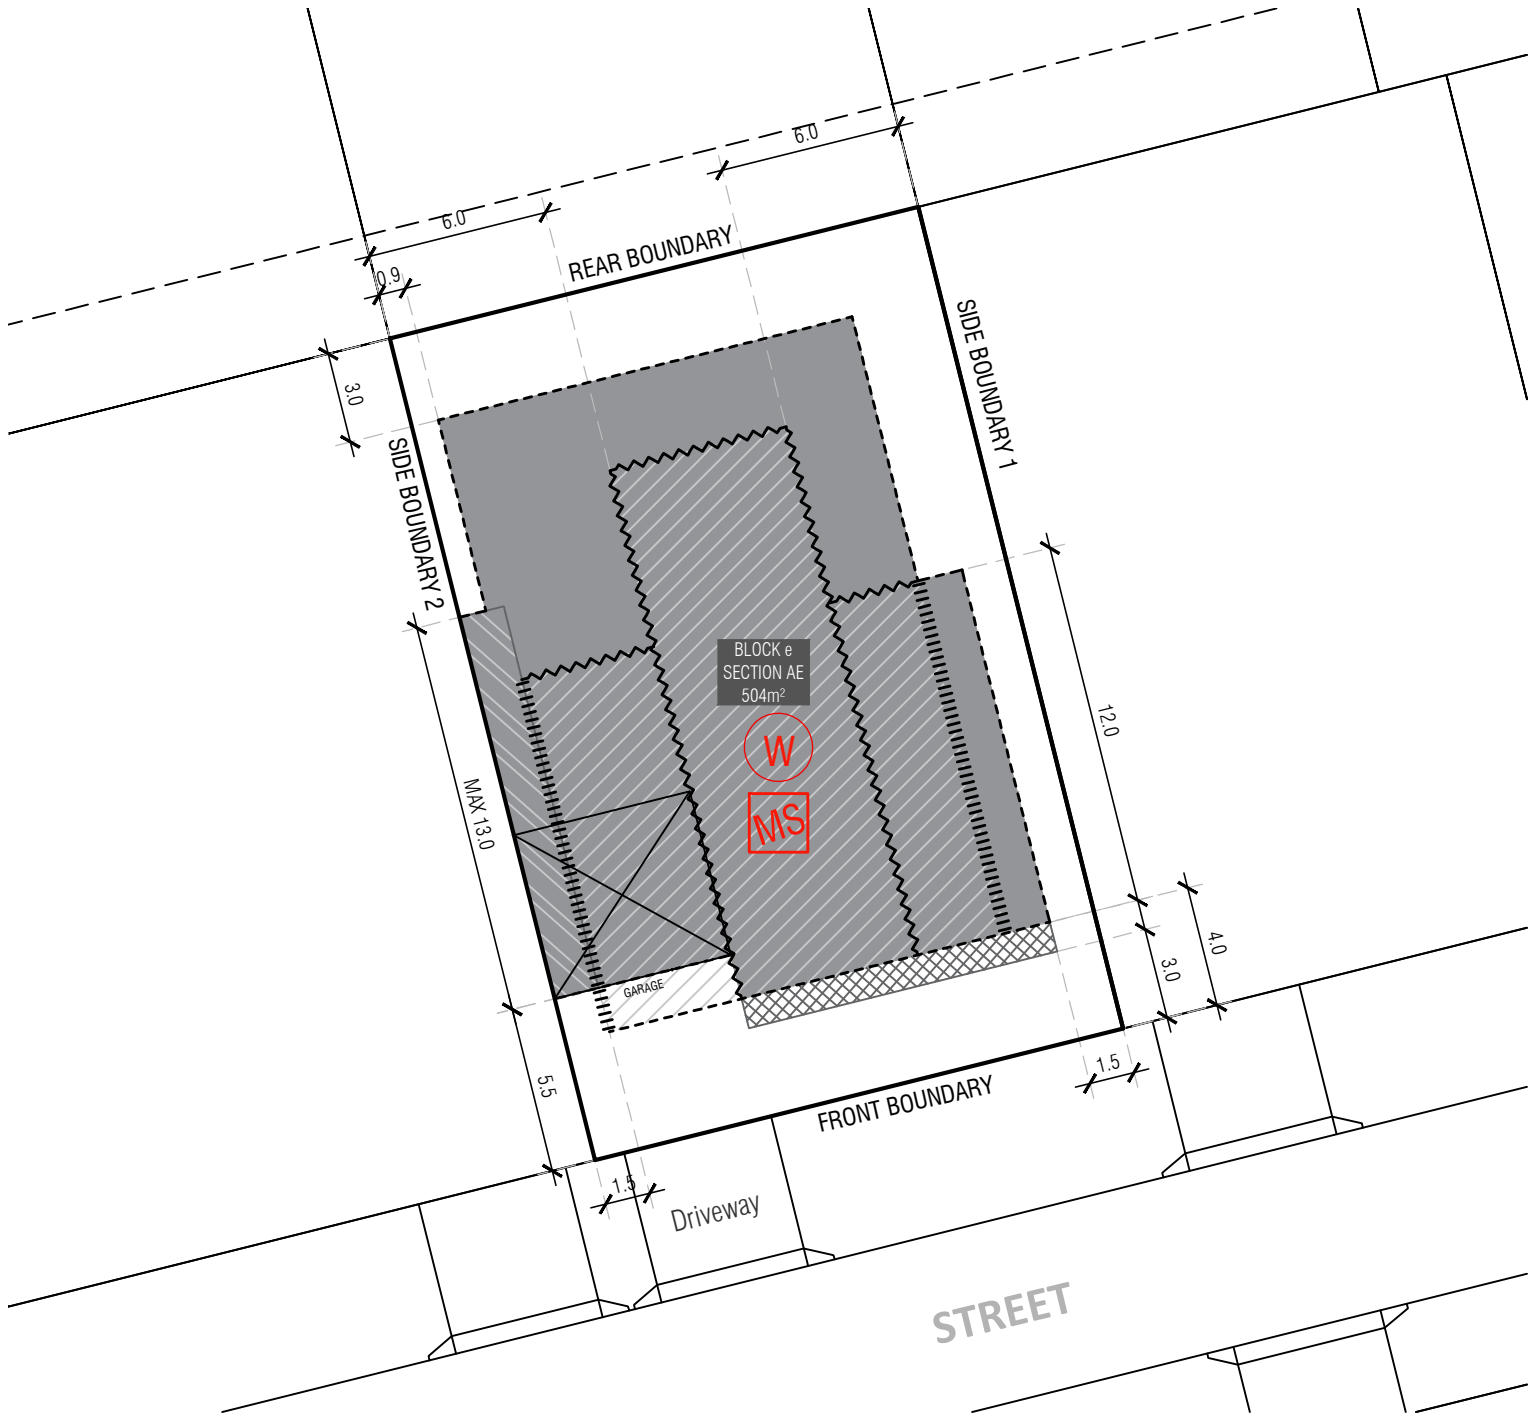 6.0
6.0
0.9
REAR BOUNDARY
3.0
SIDE BOUNDARY 1
SIDE BOUNDARY 2
BLOCK e
SECTION AE
504m²
W
MS
12.0
MAX 13.0
4.0
3.0
GARAGE
5.5
1.5
FRONT BOUNDARY
1.5
Driveway
STREET